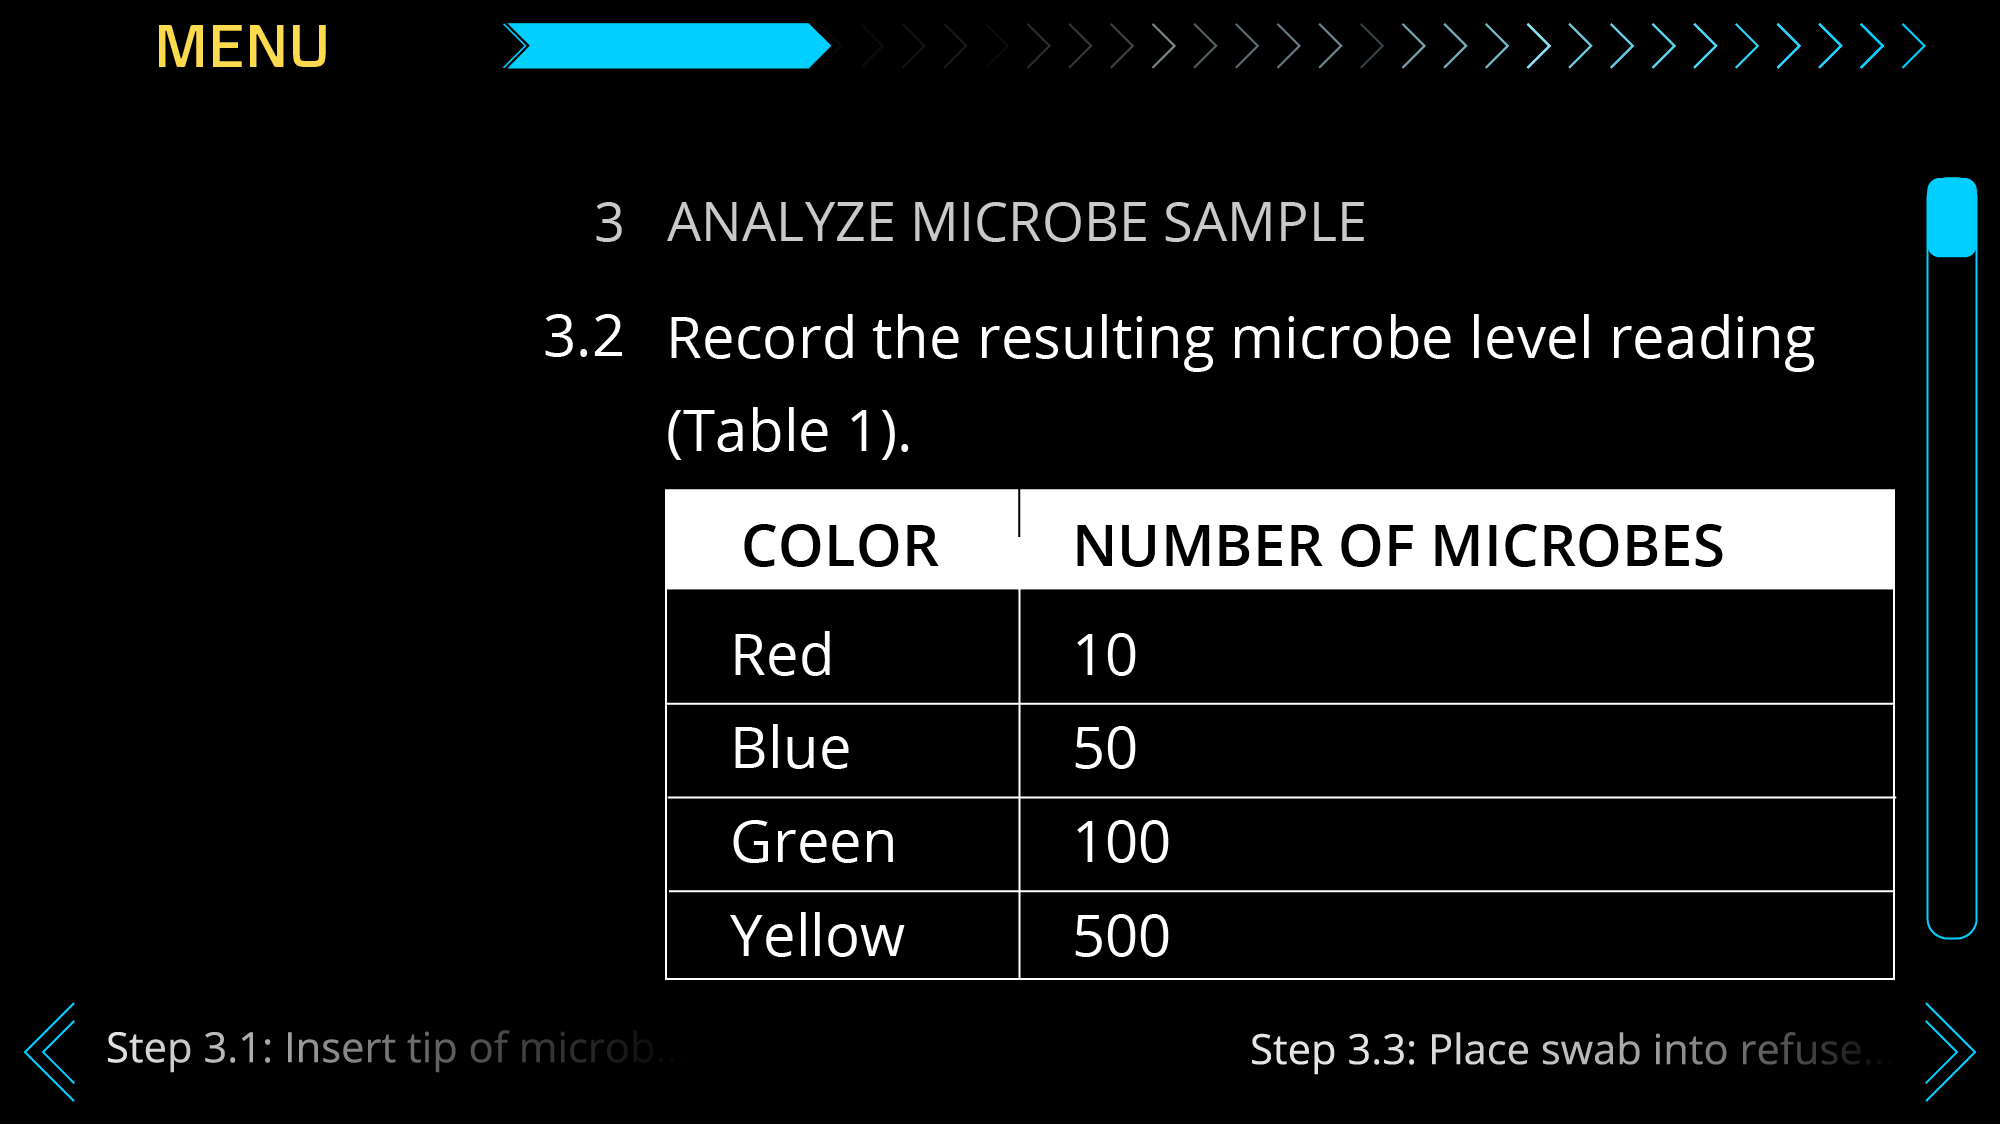 MENU
3 ANALYZE MICROBE SAMPLE
3.2 Record the resulting microbe level reading
(Table 1).
COLOR NUMBER OF MICROBES
Red 10
Blue 50
Green 100
Yellow 500
Step 3.1: Insert tip of microb...
Step 3.3: Place swab into refuse...